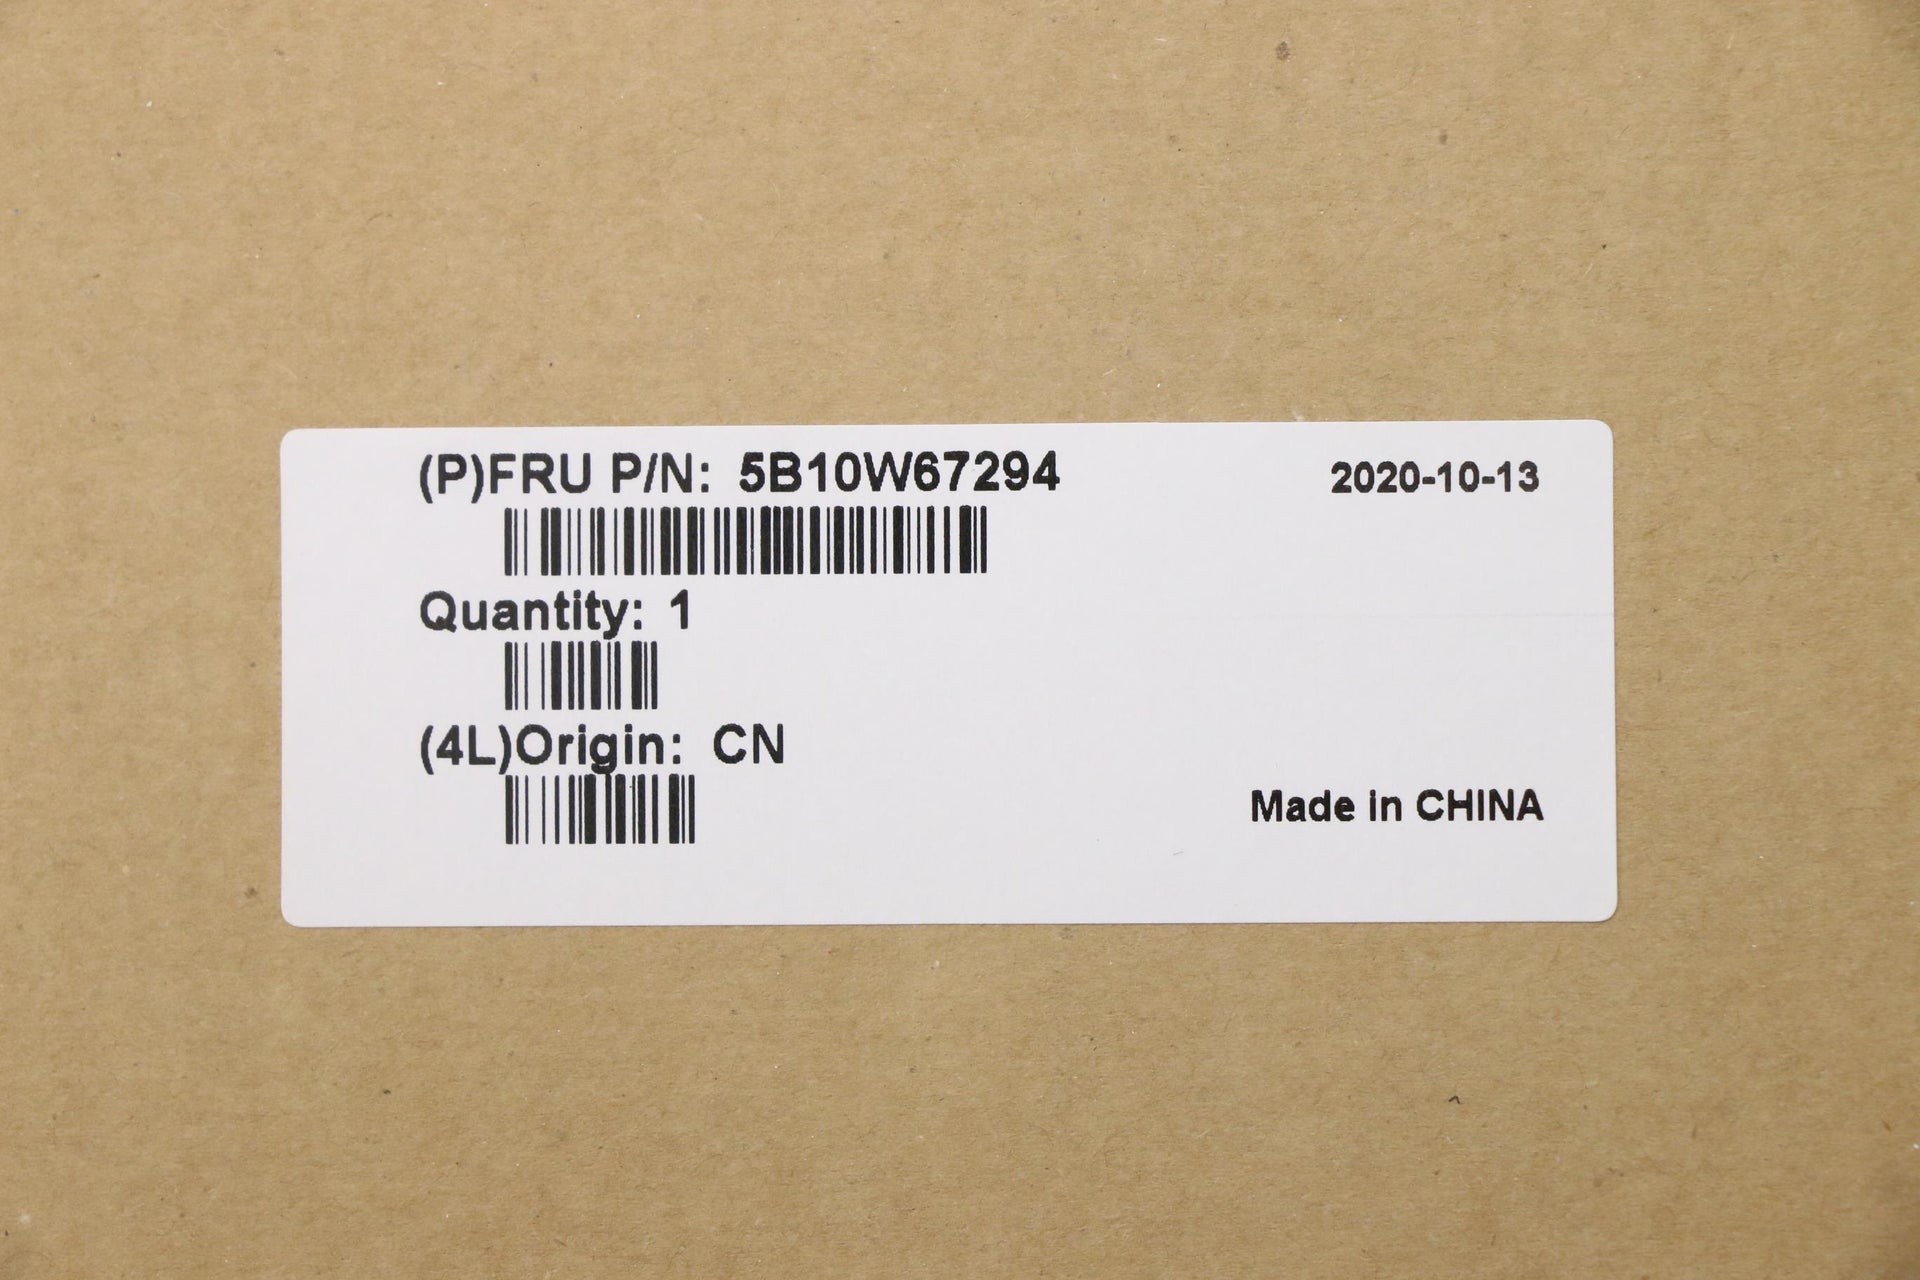 (P)FRU P/N: 5B10W67294
2020-10-13
Quantity: 1
(4L)Origin: CN
Made in CHINA